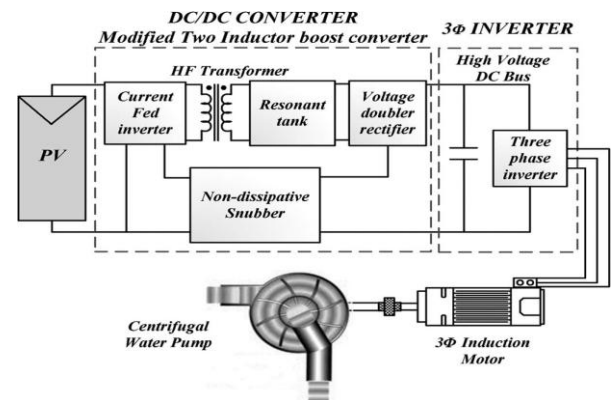 DC/DC CONVERTER
Modified Two Inductor boost converter
3Φ INVERTER
HF Transformer
High Voltage
DC Bus
PV
Current
Fed
inverter
Resonant
tank
Voltage
doubler
rectifier
Three
phase
inverter
Non-dissipative
Snubber
Centrifugal
Water Pump
3Φ Induction
Motor